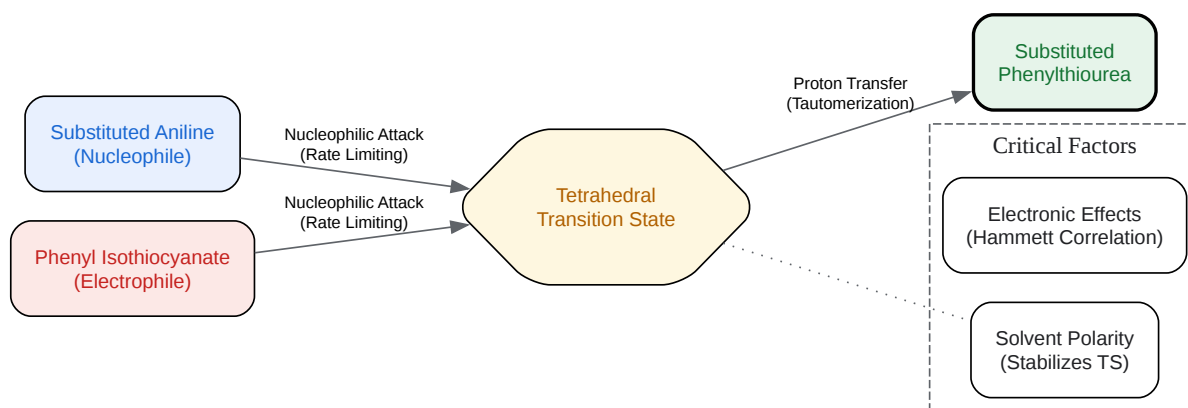 Substituted Aniline
(Nucleophile)
Phenyl Isothiocyanate
(Electrophile)
Nucleophilic Attack
(Rate Limiting)
Nucleophilic Attack
(Rate Limiting)
Tetrahedral
Transition State
Proton Transfer
(Tautomerization)
Substituted
Phenylthiourea
Critical Factors
Electronic Effects
(Hammett Correlation)
Solvent Polarity
(Stabilizes TS)